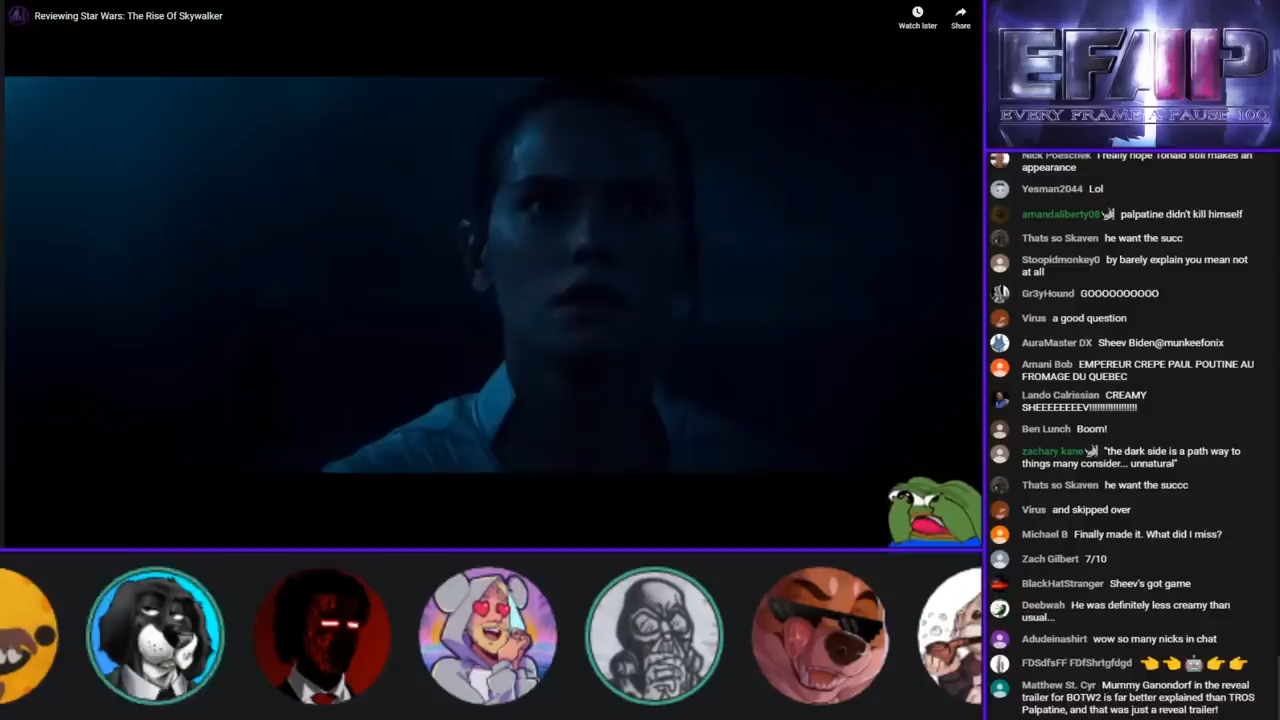 Reviewing Star Wars: The Rise Of Skywalker
Watch later
Share
EFAP
EVERY FRAME A PAUSE 100
Nick Poeschek I really hope Tonald still makes an
appearance
Yesman2044 Lol
amandaliberty08 palpatine didn't kill himself
Thats so Skaven he want the succ
Stoopidmonkey0 by barely explain you mean not
at all
Gr3yHound GOOOOOOOOOO
Virus a good question
AuraMaster DX Sheev Biden@munkeefonix
Amani Bob EMPEREUR CREPE PAUL POUTINE AU
FROMAGE DU QUEBEC
Lando Calrissian CREAMY
SHEEEEEEEV!!!!!!!!!!!!!!!!!
Ben Lunch Boom!
zachary kane "the dark side is a path way to
things many consider... unnatural"
Thats so Skaven he want the succc
Virus and skipped over
Michael B Finally made it. What did I miss?
Zach Gilbert 7/10
BlackHatStranger Sheev's got game
Deebwah He was definitely less creamy than
usual...
Adudeinashirt wow so many nicks in chat
FDSdfsFF FDfShrtgfdgd 👈👈🤖👉👉
Matthew St. Cyr Mummy Ganondorf in the reveal
trailer for BOTW2 is far better explained than TROS
Palpatine, and that was just a reveal trailer!